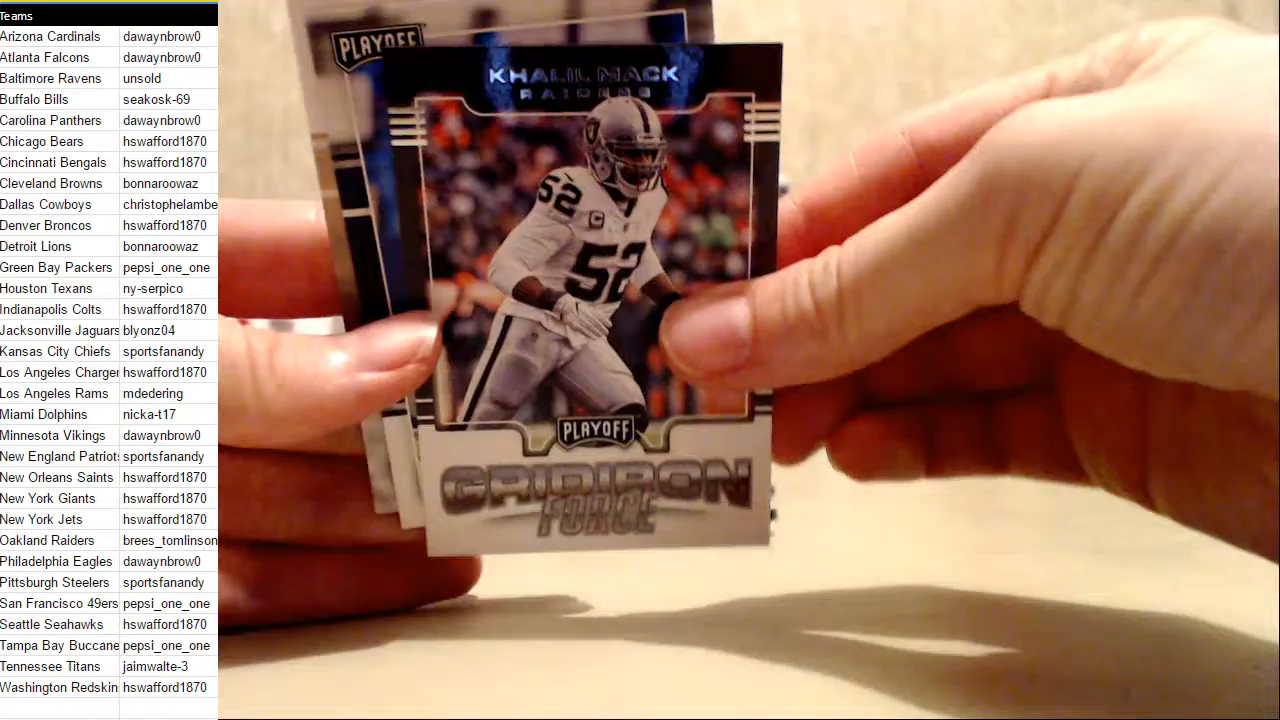 Teams
Arizona Cardinals dawaynbrow0
Atlanta Falcons dawaynbrow0
Baltimore Ravens unsold
Buffalo Bills seakosk-69
Carolina Panthers dawaynbrow0
Chicago Bears hswafford1870
Cincinnati Bengals hswafford1870
Cleveland Browns bonnaroowaz
Dallas Cowboys christophelambe
Denver Broncos hswafford1870
Detroit Lions bonnaroowaz
Green Bay Packers pepsi_one_one
Houston Texans ny-serpico
Indianapolis Colts hswafford1870
Jacksonville Jaguars blyonz04
Kansas City Chiefs sportsfanandy
Los Angeles Charger hswafford1870
Los Angeles Rams mdedering
Miami Dolphins nicka-t17
Minnesota Vikings dawaynbrow0
New England Patriots sportsfanandy
New Orleans Saints hswafford1870
New York Giants hswafford1870
New York Jets hswafford1870
Oakland Raiders brees_tomlinson
Philadelphia Eagles dawaynbrow0
Pittsburgh Steelers sportsfanandy
San Francisco 49ers pepsi_one_one
Seattle Seahawks hswafford1870
Tampa Bay Buccane pepsi_one_one
Tennessee Titans jaimwalte-3
Washington Redskin hswafford1870
PLAYOFF
KHALIL MACK
RAIDERS
52
52
C
PLAYOFF
GRIDIRON
FORCE